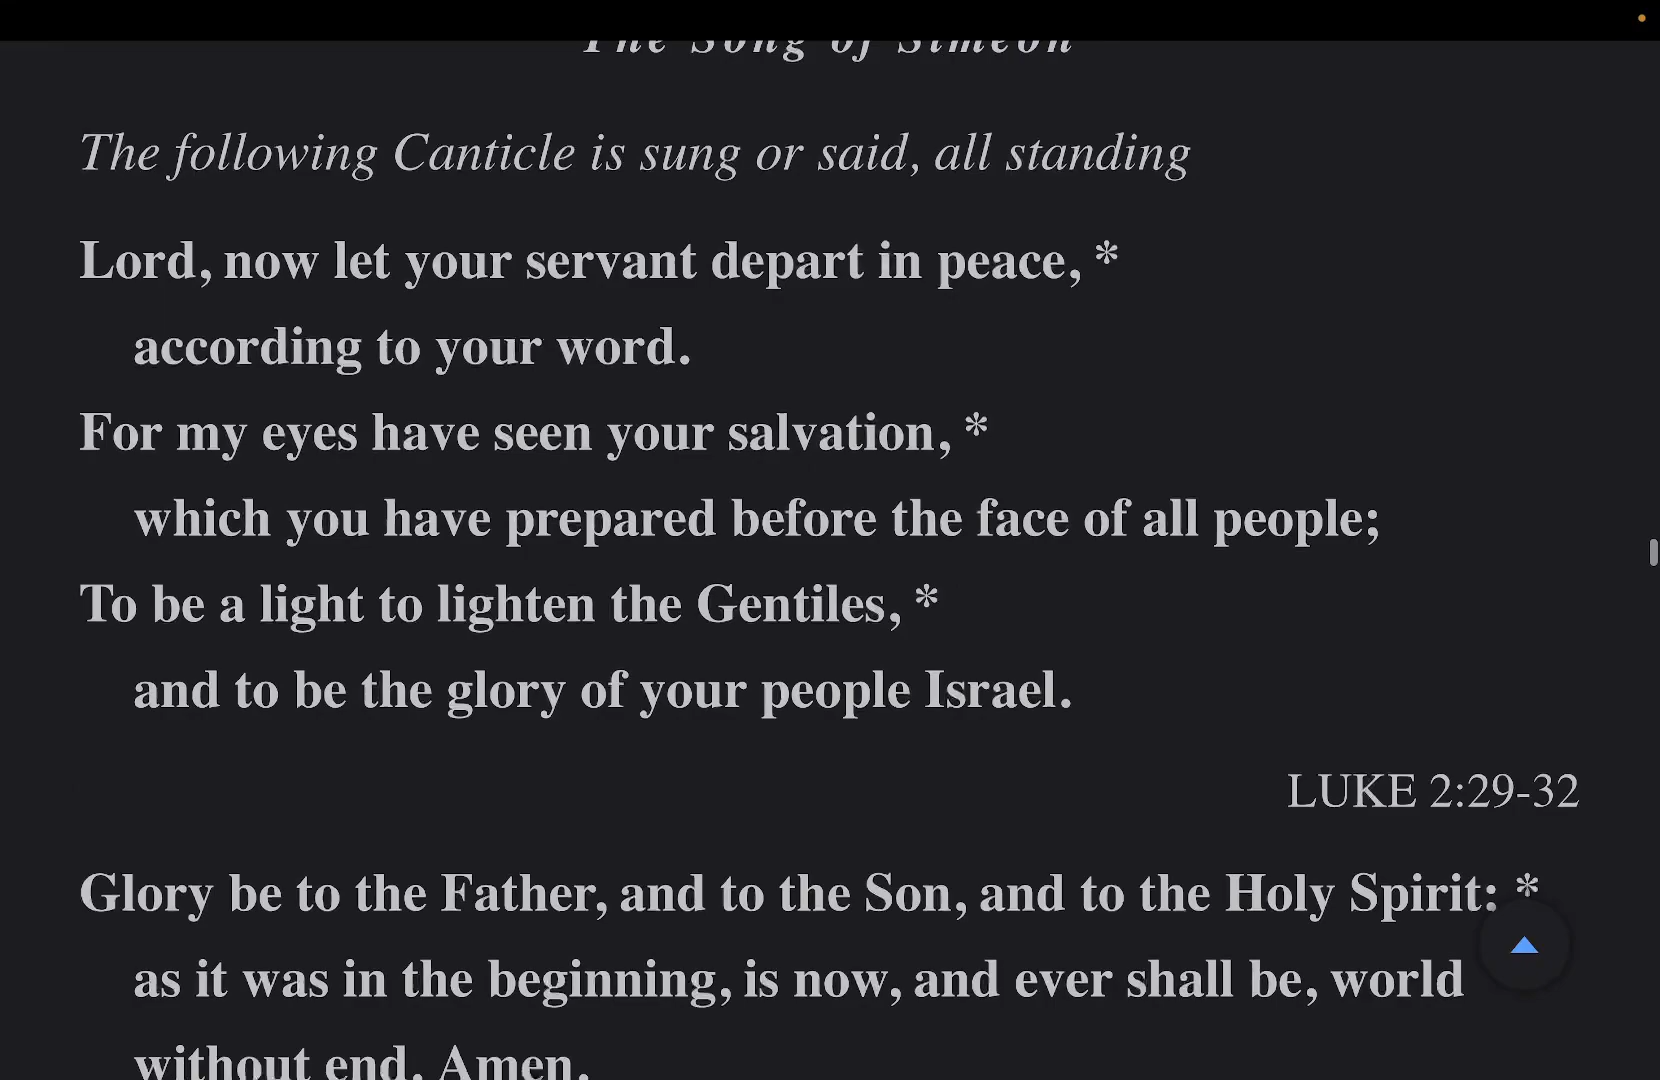 The Song of Simeon
The following Canticle is sung or said, all standing
Lord, now let your servant depart in peace, *
according to your word.
For my eyes have seen your salvation, *
which you have prepared before the face of all people;
To be a light to lighten the Gentiles, *
and to be the glory of your people Israel.
LUKE 2:29-32
Glory be to the Father, and to the Son, and to the Holy Spirit: *
as it was in the beginning, is now, and ever shall be, world
without end. Amen.